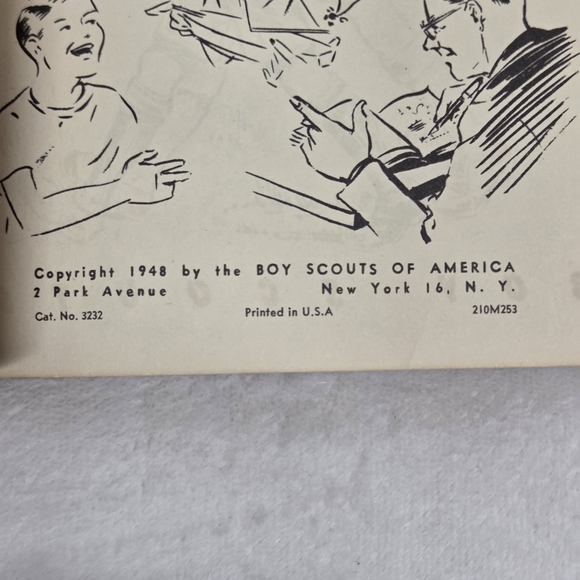 Copyright 1948 by the BOY SCOUTS OF AMERICA
2 Park Avenue New York 16, N. Y.
Cat. No. 3232 Printed in U.S.A 210M253